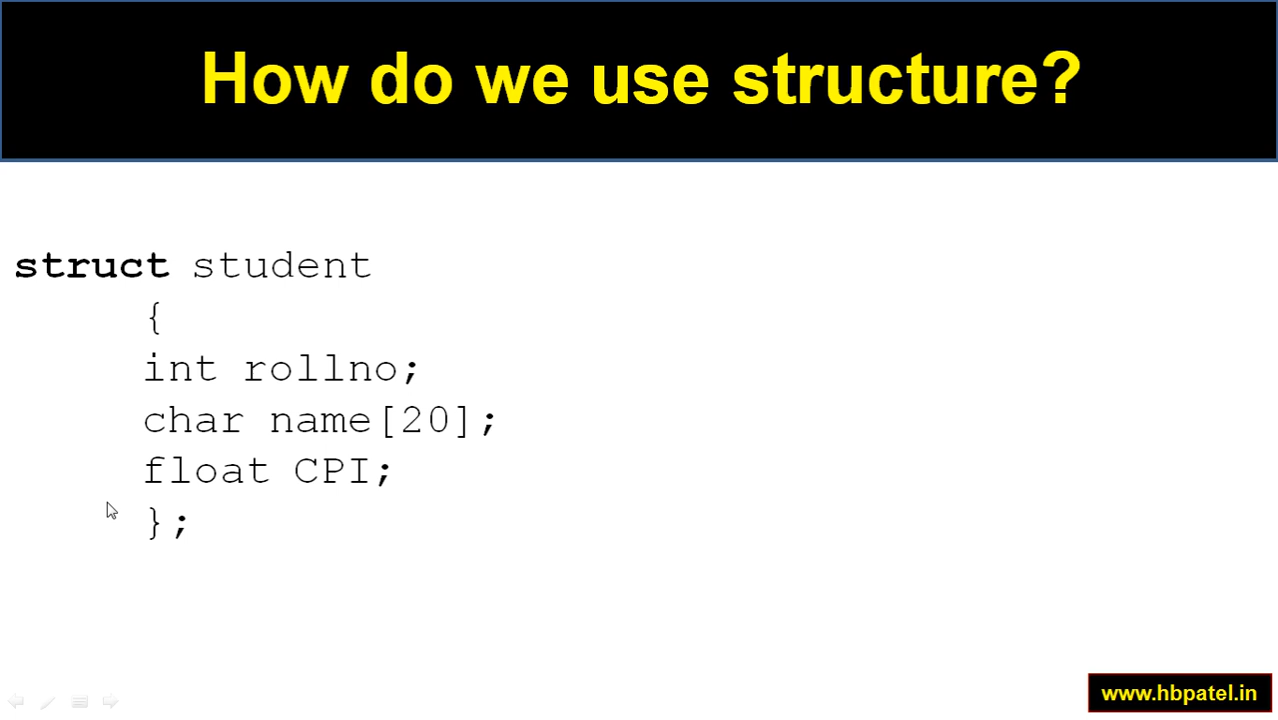 How do we use structure?
struct student
{
int rollno;
char name[20];
float CPI;
};
www.hbpatel.in